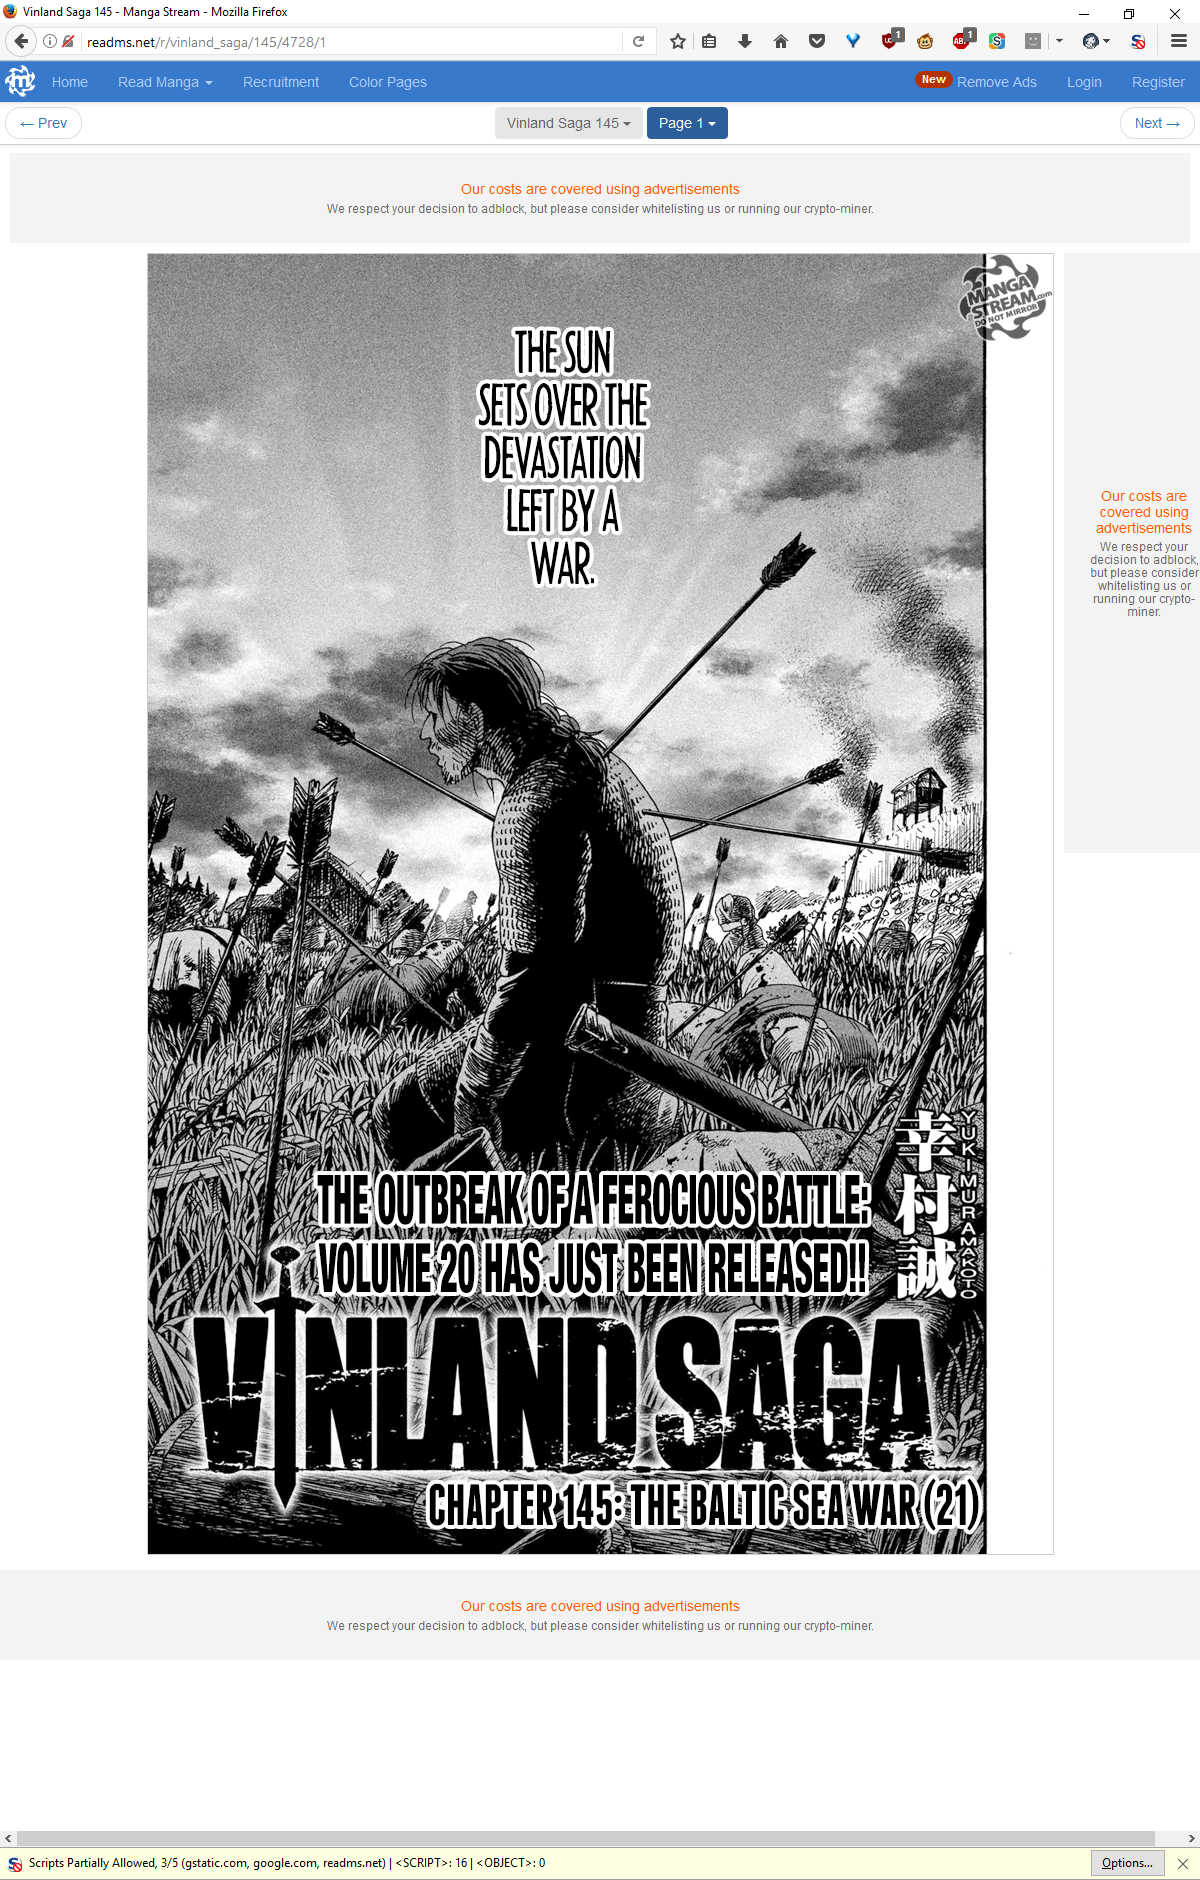 Vinland Saga 145 - Manga Stream - Mozilla Firefox
readms.net/r/vinland_saga/145/4728/1
1
1
Home
Read Manga
Recruitment
Color Pages
New
Remove Ads
Login
Register
← Prev
Vinland Saga 145
Page 1
Next →
Our costs are covered using advertisements
We respect your decision to adblock, but please consider whitelisting us or running our crypto-miner.
MANGA
STREAM.com
DO NOT MIRROR
THE SUN
SETS OVER THE
DEVASTATION
LEFT BY A
WAR.
Our costs are
covered using
advertisements
We respect your
decision to adblock,
but please consider
whitelisting us or
running our crypto-
miner.
幸村誠
YUKIMURA MAKOTO
THE OUTBREAK OF A FEROCIOUS BATTLE:
VOLUME 20 HAS JUST BEEN RELEASED!!
VINLAND SAGA
CHAPTER 145: THE BALTIC SEA WAR (21)
Our costs are covered using advertisements
We respect your decision to adblock, but please consider whitelisting us or running our crypto-miner.
Scripts Partially Allowed, 3/5 (gstatic.com, google.com, readms.net) | <SCRIPT>: 16 | <OBJECT>: 0
Options...